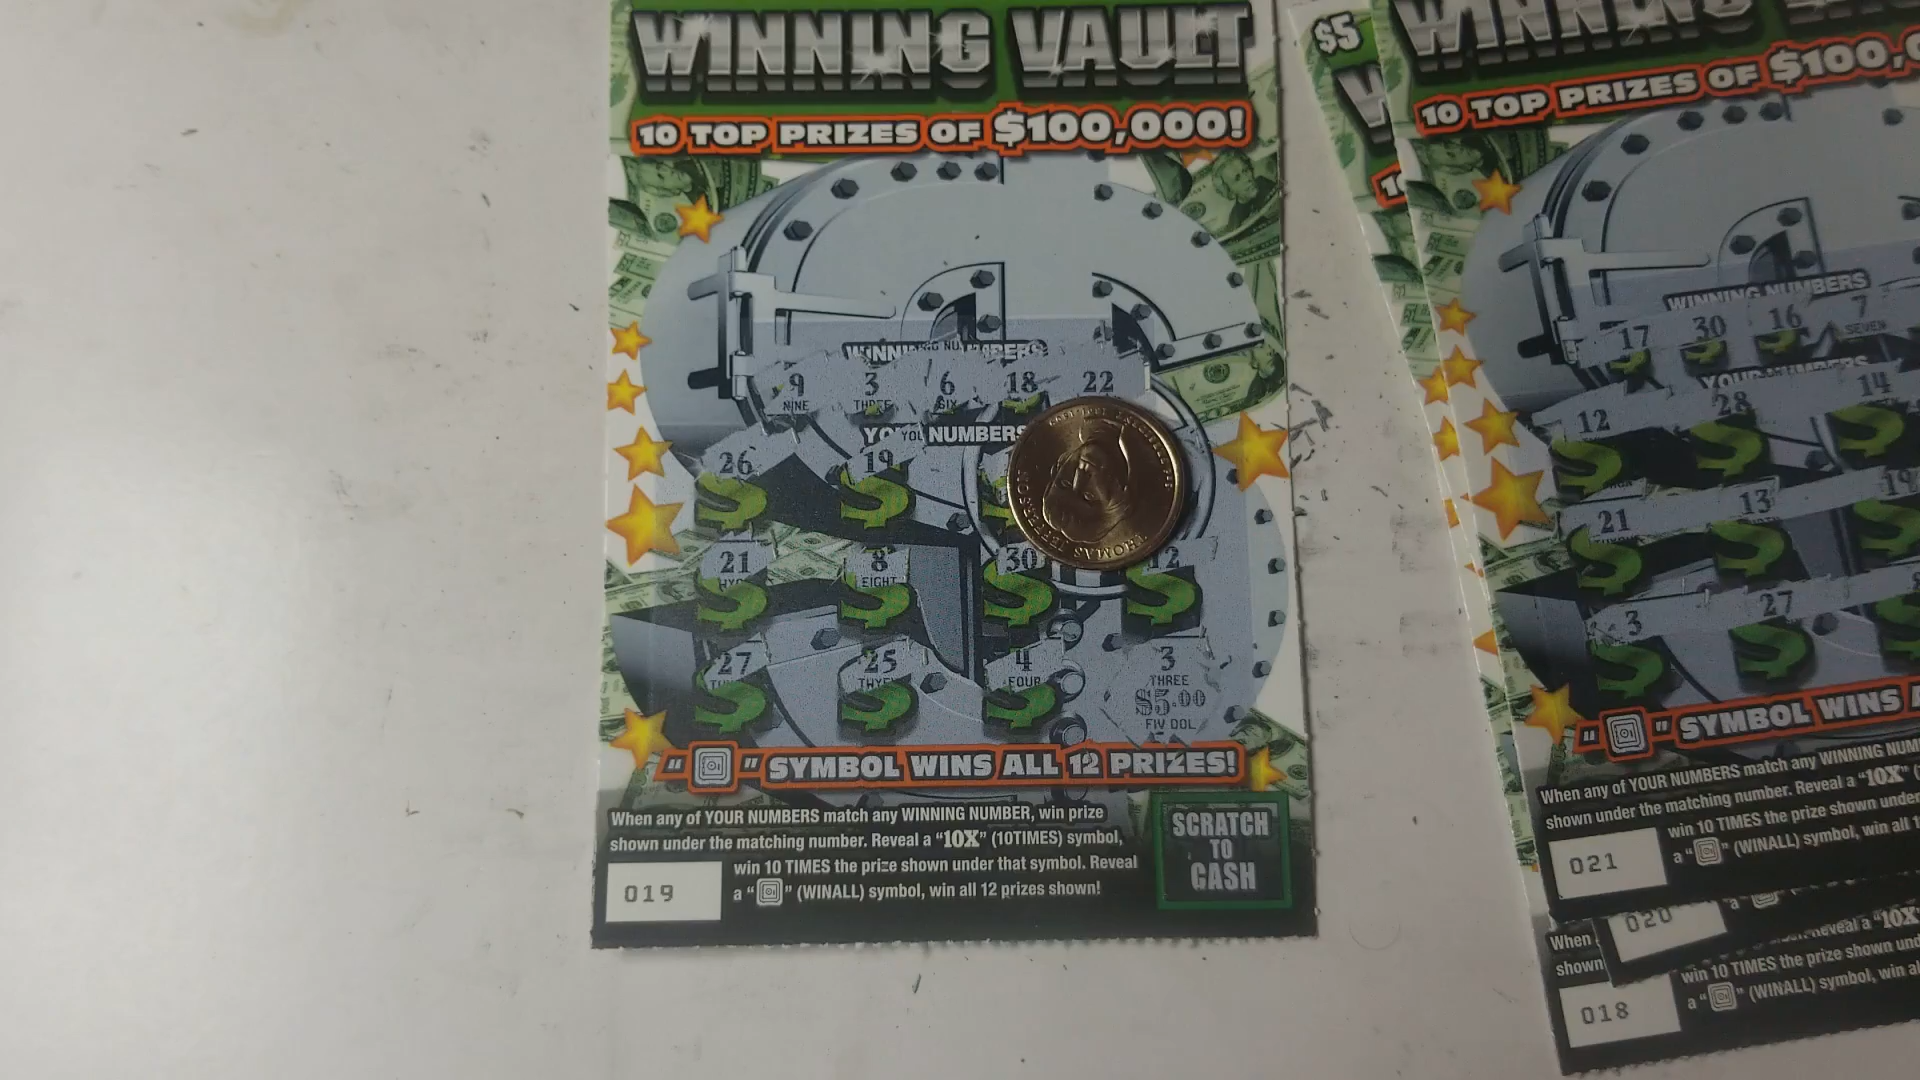 WINNING VAULT
10 TOP PRIZES OF $100,000!
WINNING NUMBERS
9 3 6 18 22
NINE THREE SIX
YOUR NUMBERS
26 19
21 8 30 12
EIGHT
27 25 4 3
FOUR THREE
$5.00
FIV DOL
" " SYMBOL WINS ALL 12 PRIZES!
When any of YOUR NUMBERS match any WINNING NUMBER, win prize
shown under the matching number. Reveal a "10X" (10TIMES) symbol,
win 10 TIMES the prize shown under that symbol. Reveal
a " " (WINALL) symbol, win all 12 prizes shown!
019
SCRATCH
TO
CASH
THOMAS JEFFERSON
$5
WINNING
10 TOP PRIZES OF $100,0
WINNING NUMBERS
17 30 16 7
SEVEN
YOUR NUMBERS
12 28 14
21 13 19
3 27
" " SYMBOL WINS
When any of YOUR NUMBERS match any WINNING NUM
shown under the matching number. Reveal a "10X"
win 10 TIMES the prize shown under
a " " (WINALL) symbol, win all
021
020
When
shown
Reveal a "10X"
win 10 TIMES the prize shown und
a " " (WINALL) symbol, win al
018